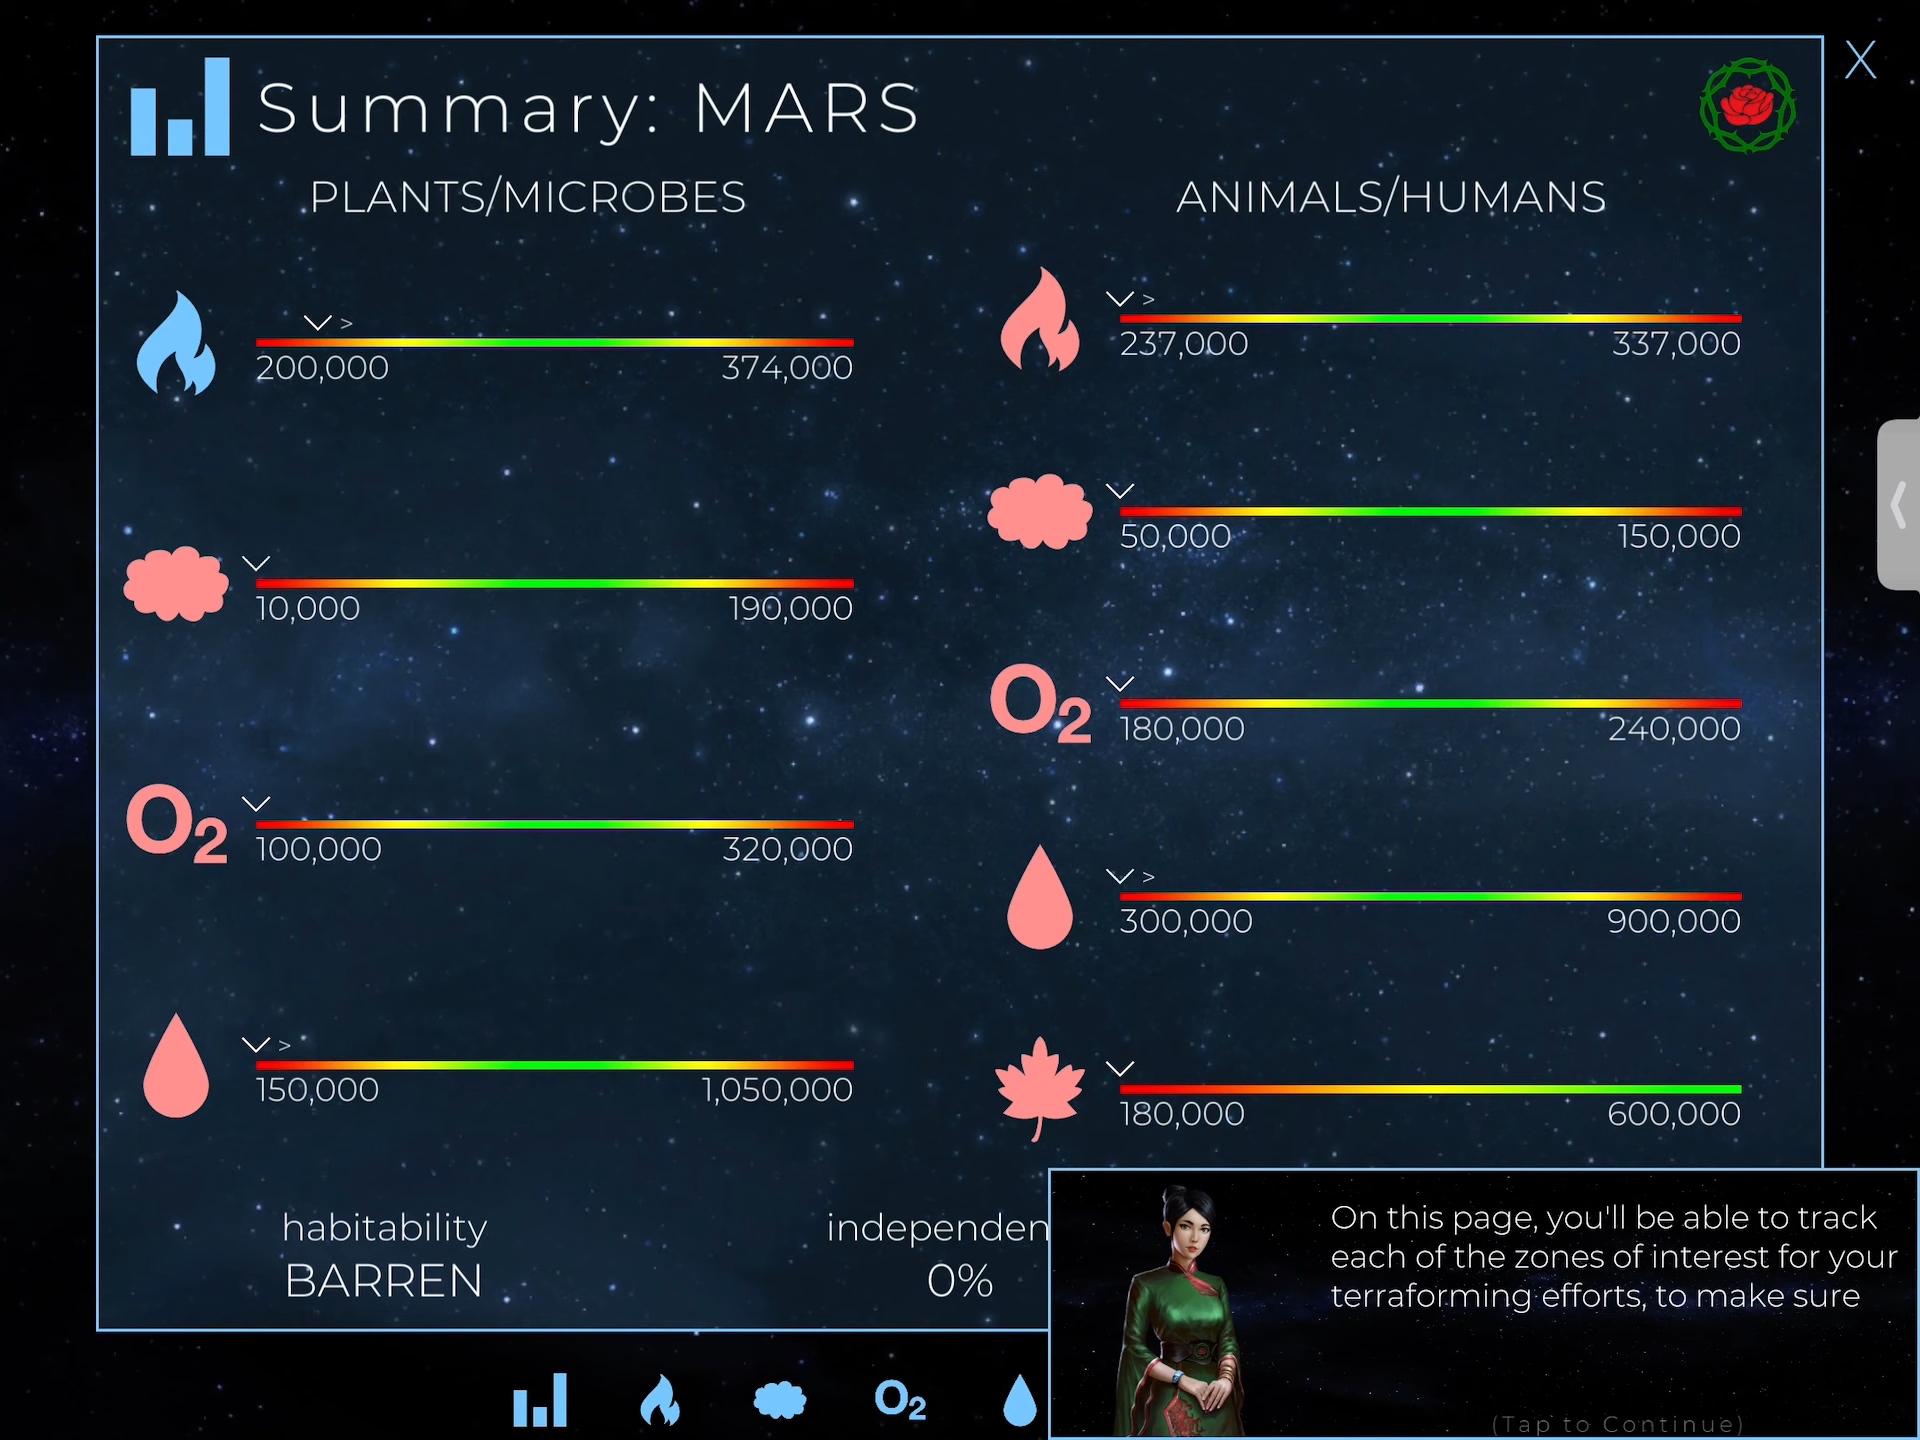 Summary: MARS
X
PLANTS/MICROBES
ANIMALS/HUMANS
>
200,000
374,000
>
237,000
337,000
10,000
190,000
50,000
150,000
O2
100,000
320,000
O2
180,000
240,000
>
150,000
1,050,000
>
300,000
900,000
180,000
600,000
habitability
BARREN
independen
0%
On this page, you'll be able to track
each of the zones of interest for your
terraforming efforts, to make sure
(Tap to Continue)
O2